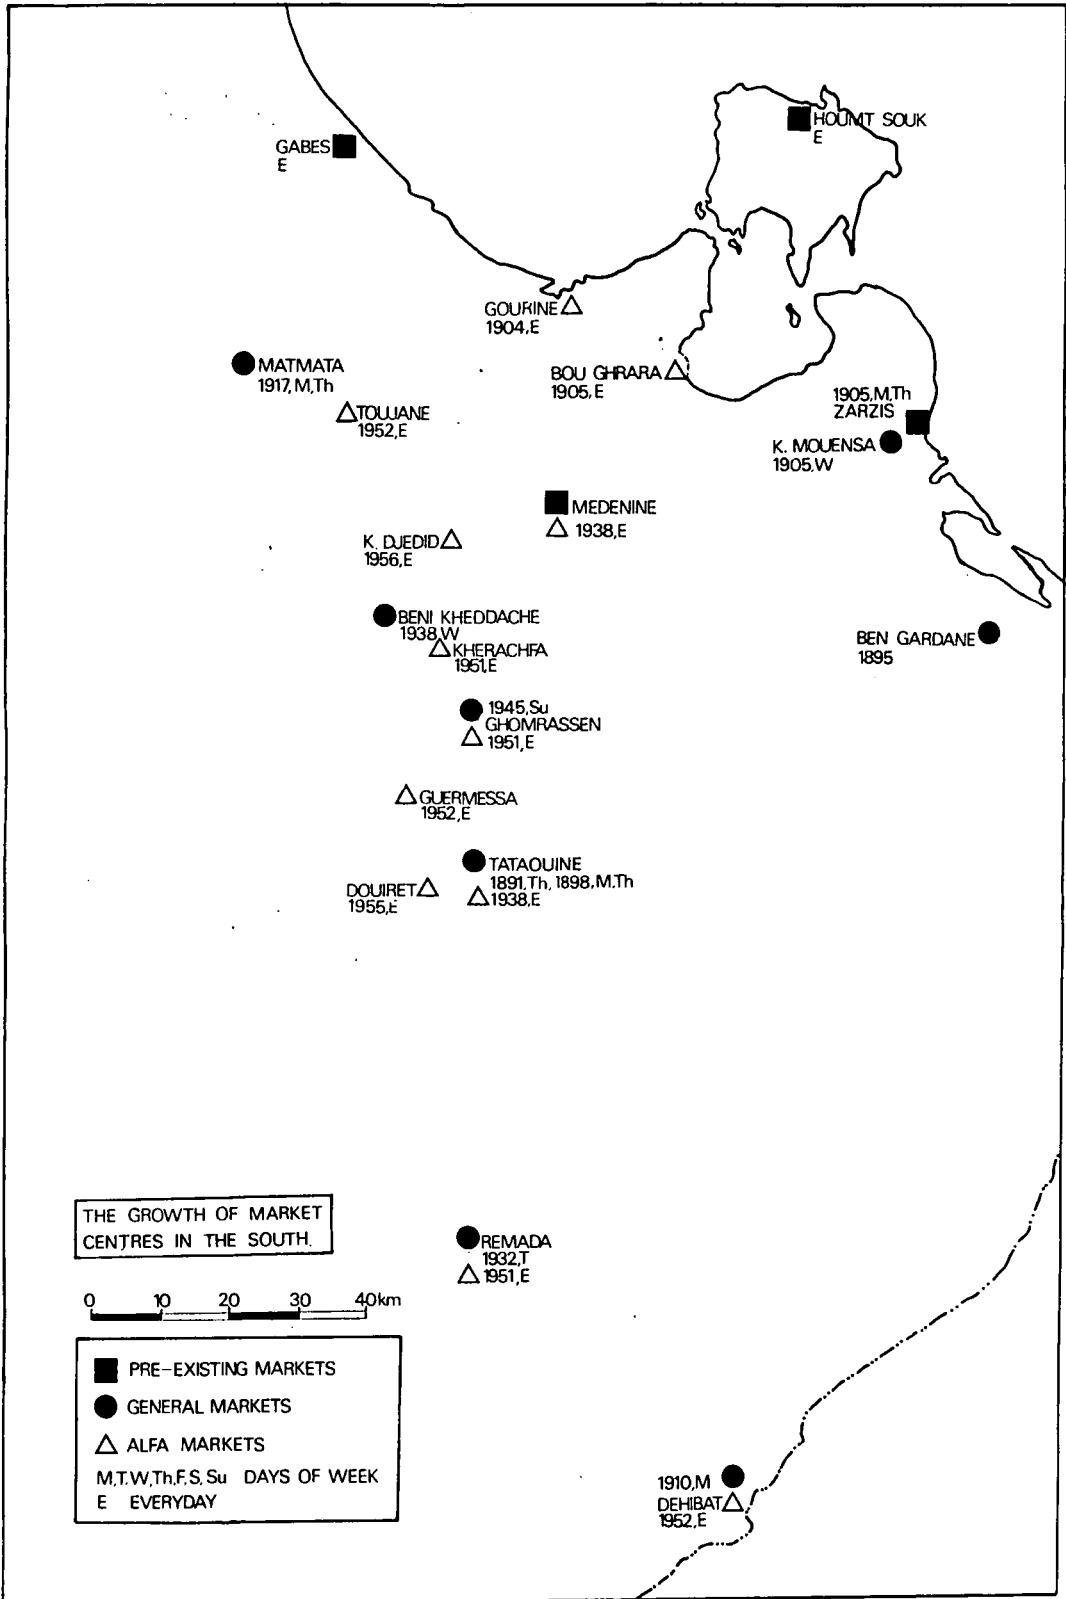 HOUMT SOUK
E
GABES
E
GOURINE
1904,E
MATMATA
1917, M,Th
BOU GHRARA
1905, E
TOUJANE
1952,E
1905,M,Th
ZARZIS
K. MOUENSA
1905,W
MEDENINE
1938,E
K. DJEDID
1956,E
BENI KHEDDACHE
1938,W
KHERACHFA
1951,E
BEN GARDANE
1895
1945,Su
GHOMRASSEN
1951, E
GUERMESSA
1952,E
TATAOUINE
1891,Th, 1898, M,Th
1938,E
DOUIRET
1955,E
THE GROWTH OF MARKET
CENTRES IN THE SOUTH.
REMADA
1932,T
1951,E
0 10 20 30 40km
PRE-EXISTING MARKETS
GENERAL MARKETS
ALFA MARKETS
M,T,W,Th,F,S,Su DAYS OF WEEK
E EVERYDAY
1910,M
DEHIBAT
1952,E